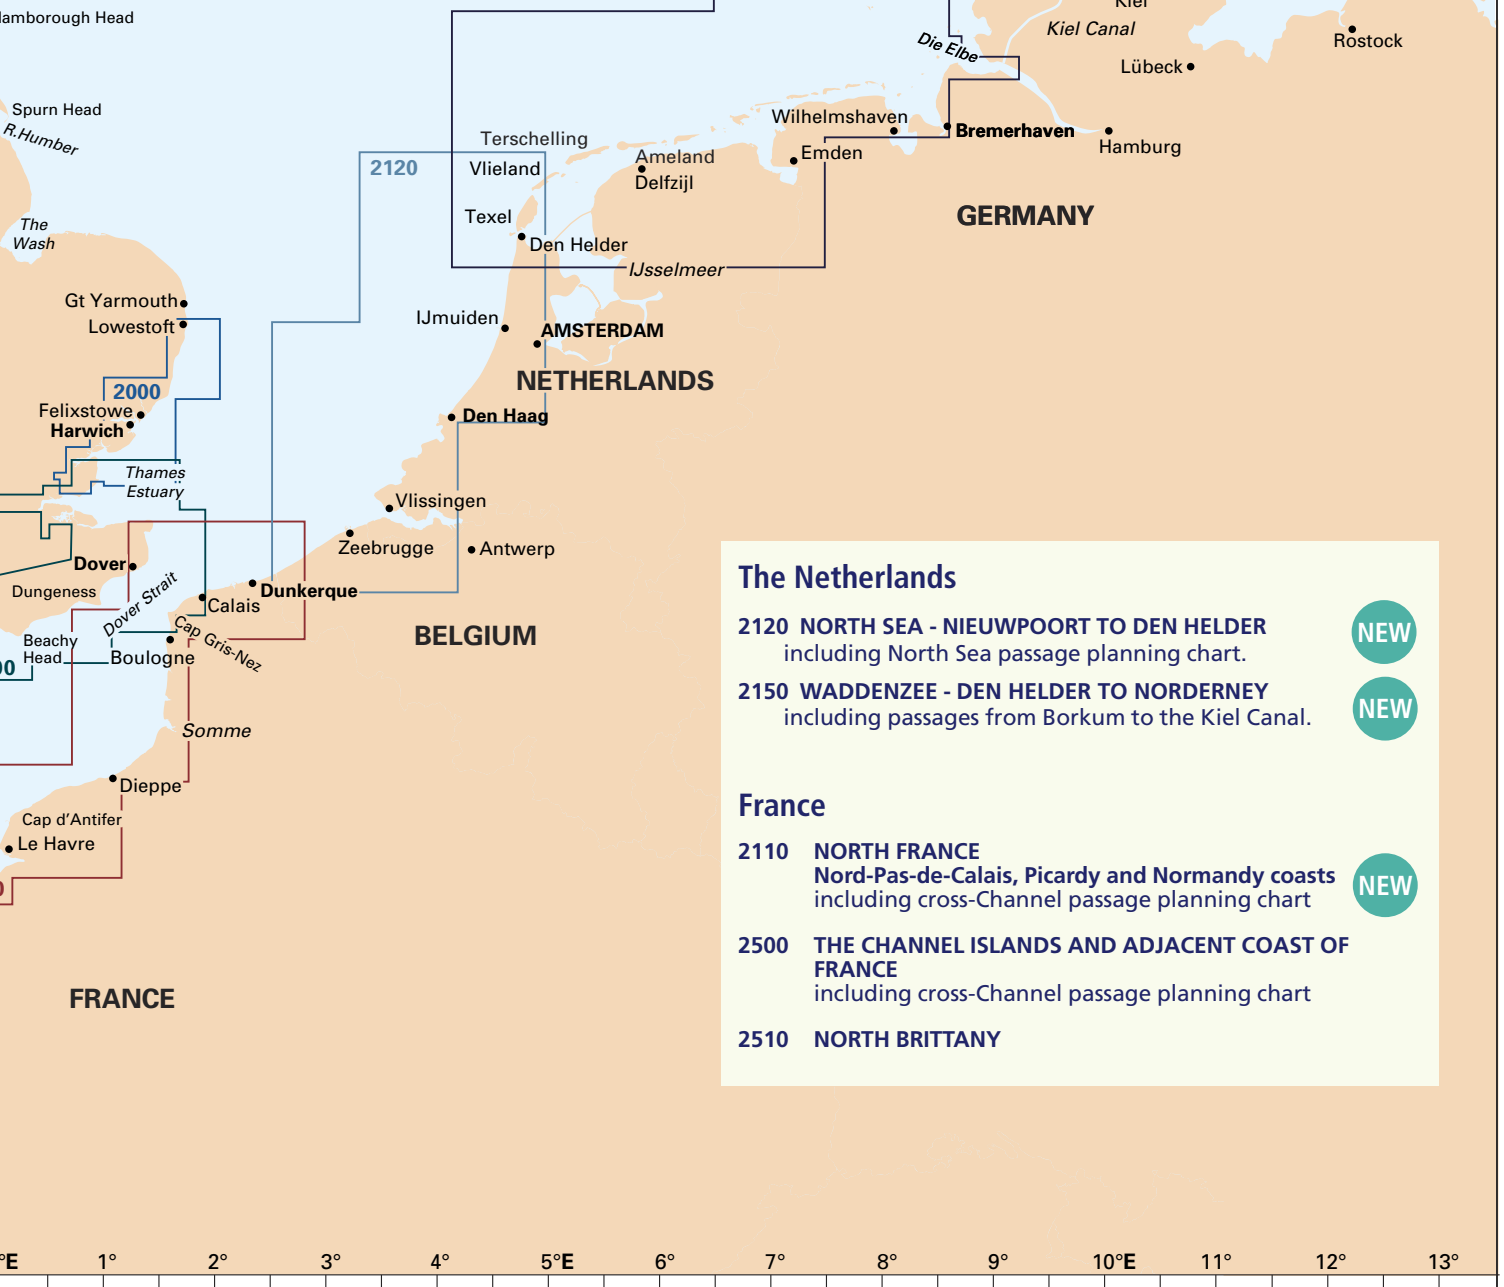 Kiel
Flamborough Head
Kiel Canal
Rostock
Die Elbe
Lübeck
Spurn Head
R.Humber
Wilhelmshaven
Bremerhaven
Terschelling
Hamburg
Emden
Ameland
2120
Vlieland
Delfzijl
Texel
GERMANY
The
Wash
Den Helder
IJsselmeer
Gt Yarmouth
Lowestoft
IJmuiden
AMSTERDAM
NETHERLANDS
2000
Felixstowe
Harwich
Den Haag
Thames
Estuary
Vlissingen
Zeebrugge
Antwerp
Dover
Dungeness
Dover Strait
Dunkerque
Calais
Cap Gris-Nez
BELGIUM
Beachy
Head
00
Boulogne
Somme
Dieppe
Cap d’Antifer
Le Havre
0
FRANCE
The Netherlands
2120 NORTH SEA - NIEUWPOORT TO DEN HELDER
including North Sea passage planning chart.
NEW
2150 WADDENZEE - DEN HELDER TO NORDERNEY
including passages from Borkum to the Kiel Canal.
NEW
France
2110 NORTH FRANCE
Nord-Pas-de-Calais, Picardy and Normandy coasts
including cross-Channel passage planning chart
NEW
2500 THE CHANNEL ISLANDS AND ADJACENT COAST OF
FRANCE
including cross-Channel passage planning chart
2510 NORTH BRITTANY
°E 1° 2° 3° 4° 5°E 6° 7° 8° 9° 10°E 11° 12° 13°